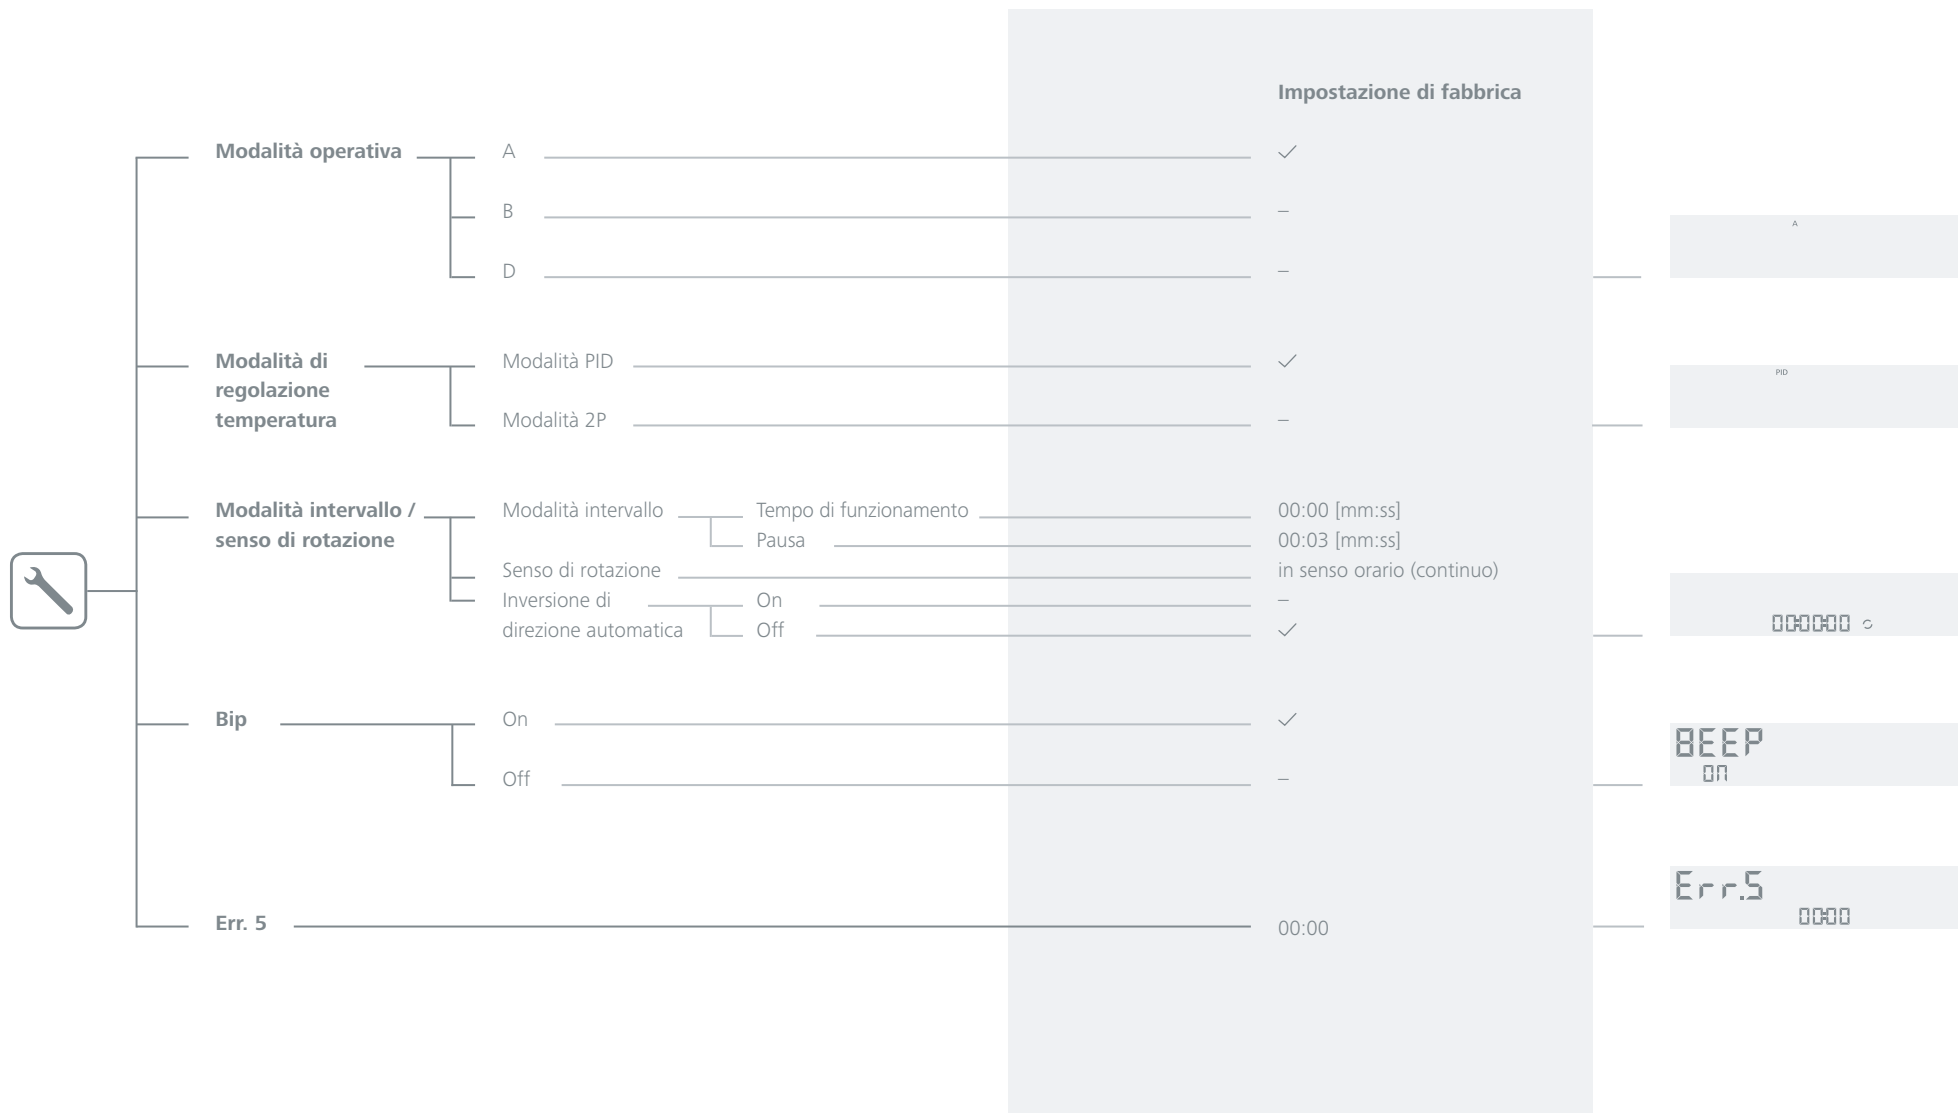 Impostazione di fabbrica
Modalità operativa A ✓
B –
A
D –
Modalità di regolazione temperatura
Modalità PID ✓
PID
Modalità 2P –
Modalità intervallo / senso di rotazione
Modalità intervallo Tempo di funzionamento 00:00 [mm:ss]
Pausa 00:03 [mm:ss]
Senso di rotazione in senso orario (continuo)
Inversione di direzione automatica
On –
Off ✓
00:00:00
Bip On ✓
BEEP
on
Off –
Err.5
00:00
Err. 5 00:00